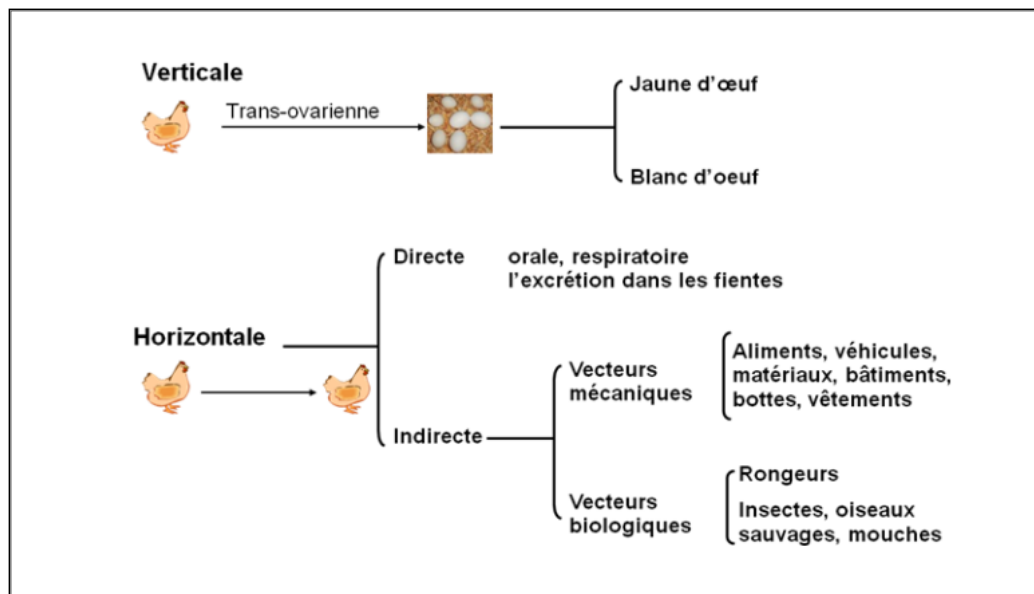 Verticale
Trans-ovarienne
Jaune d'œuf
Blanc d'oeuf
Directe
orale, respiratoire
l'excrétion dans les fientes
Horizontale
Vecteurs
mécaniques
Aliments, véhicules,
matériaux, bâtiments,
bottes, vêtements
Indirecte
Vecteurs
biologiques
Rongeurs
Insectes, oiseaux
sauvages, mouches